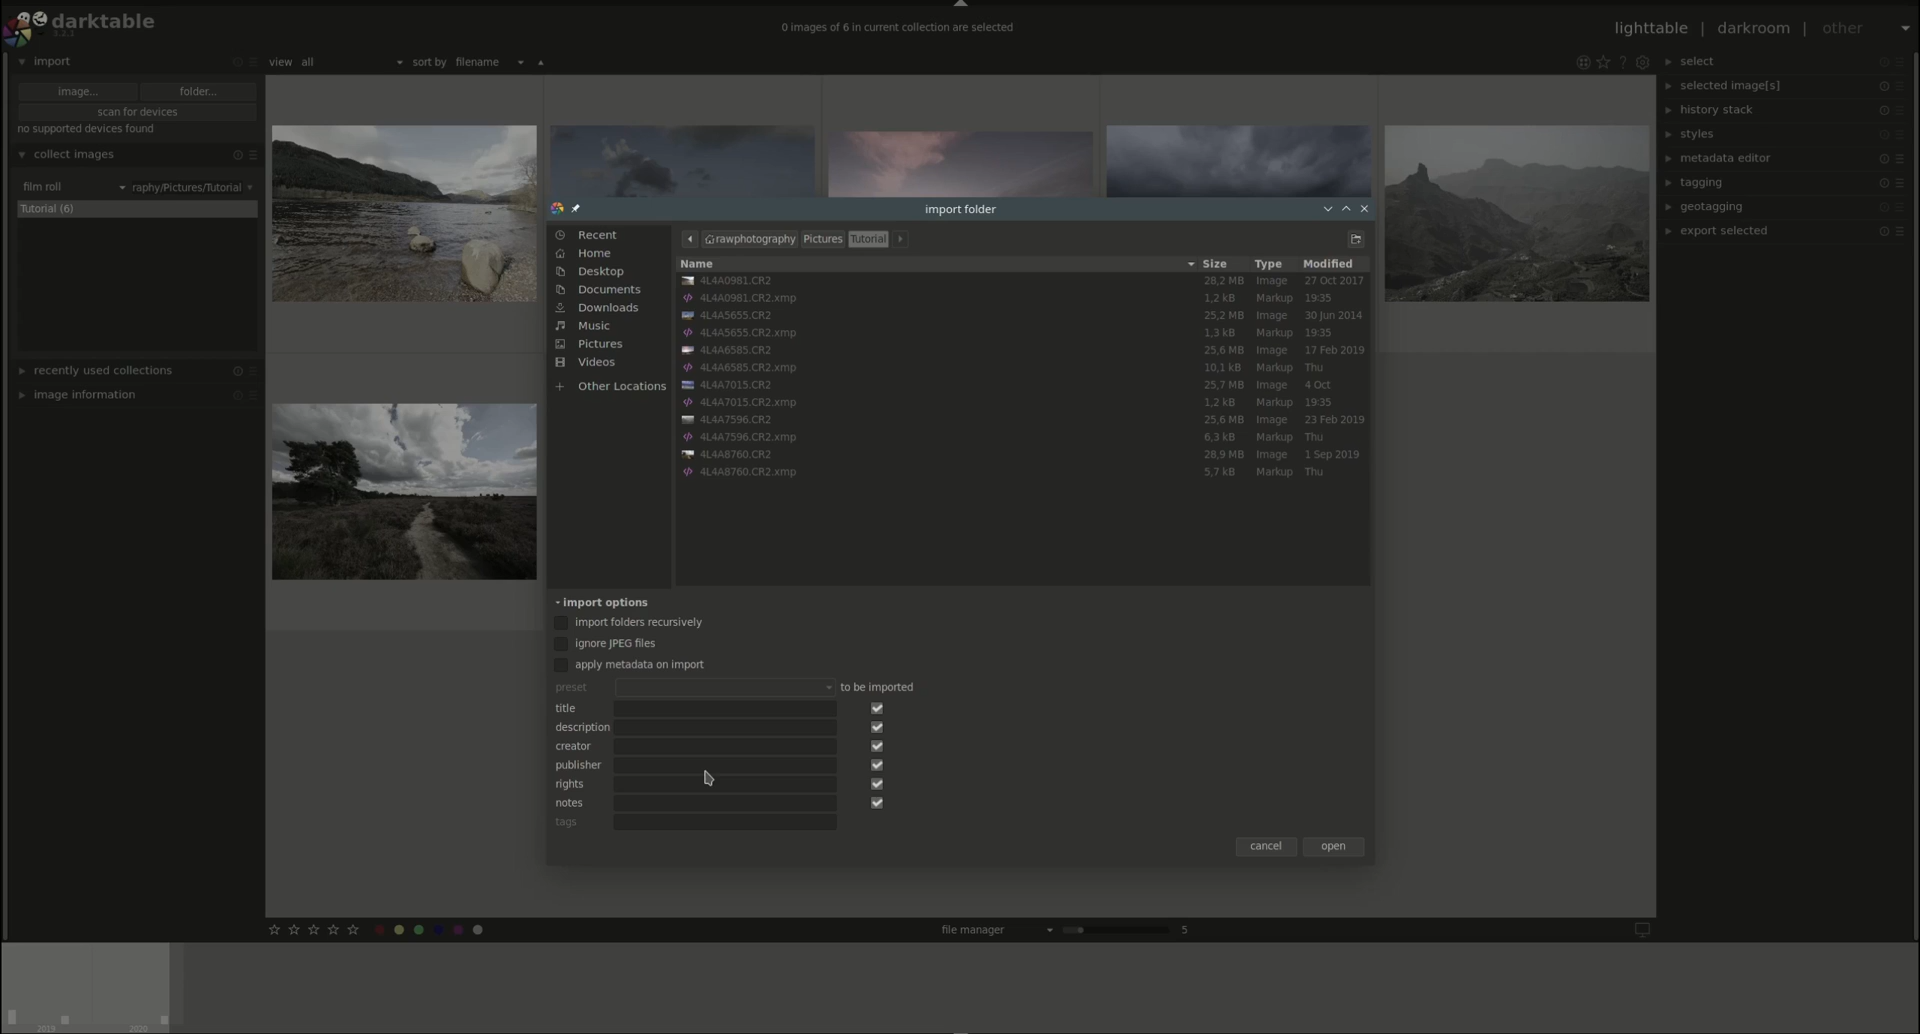 darktable
3.2.1
0 images of 6 in current collection are selected
lighttable | darkroom | other
import
image...
folder...
scan for devices
no supported devices found
collect images
film roll
raphy/Pictures/Tutorial
Tutorial (6)
recently used collections
image information
view all
sort by filename
?
select
selected image[s]
history stack
styles
metadata editor
tagging
geotagging
export selected
import folder
Recent
Home
Desktop
Documents
Downloads
Music
Pictures
Videos
Other Locations
rawphotography Pictures Tutorial
Name Size Type Modified
4L4A0981.CR2 28,2 MB Image 27 Oct 2017
4L4A0981.CR2.xmp 1,2 kB Markup 19:35
4L4A5655.CR2 25,2 MB Image 30 Jun 2014
4L4A5655.CR2.xmp 1,3 kB Markup 19:35
4L4A6585.CR2 25,6 MB Image 17 Feb 2019
4L4A6585.CR2.xmp 10,1 kB Markup Thu
4L4A7015.CR2 25,7 MB Image 4 Oct
4L4A7015.CR2.xmp 1,2 kB Markup 19:35
4L4A7596.CR2 25,6 MB Image 23 Feb 2019
4L4A7596.CR2.xmp 6,3 kB Markup Thu
4L4A8760.CR2 28,9 MB Image 1 Sep 2019
4L4A8760.CR2.xmp 5,7 kB Markup Thu
import options
import folders recursively
ignore JPEG files
apply metadata on import
preset
to be imported
title
description
creator
publisher
rights
notes
tags
cancel
open
file manager
5
2019
2020